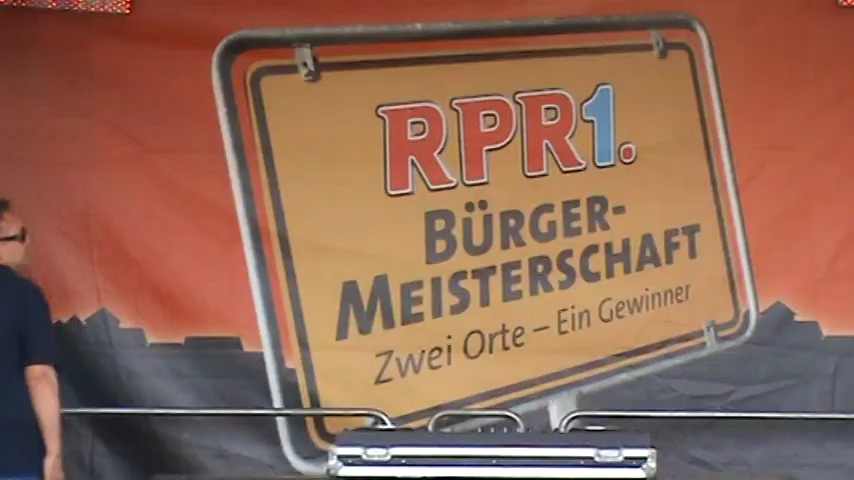 RPR1.
BÜRGER-
MEISTERSCHAFT
Zwei Orte – Ein Gewinner